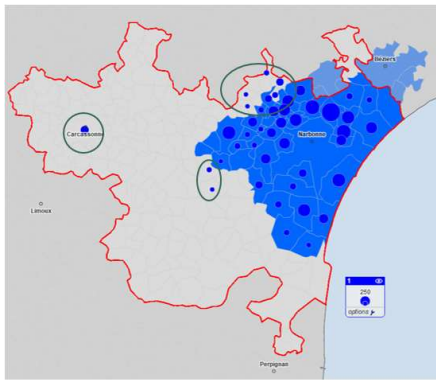 Béziers
Carcassonne
Narbonne
Limoux
1
250
options
Perpignan